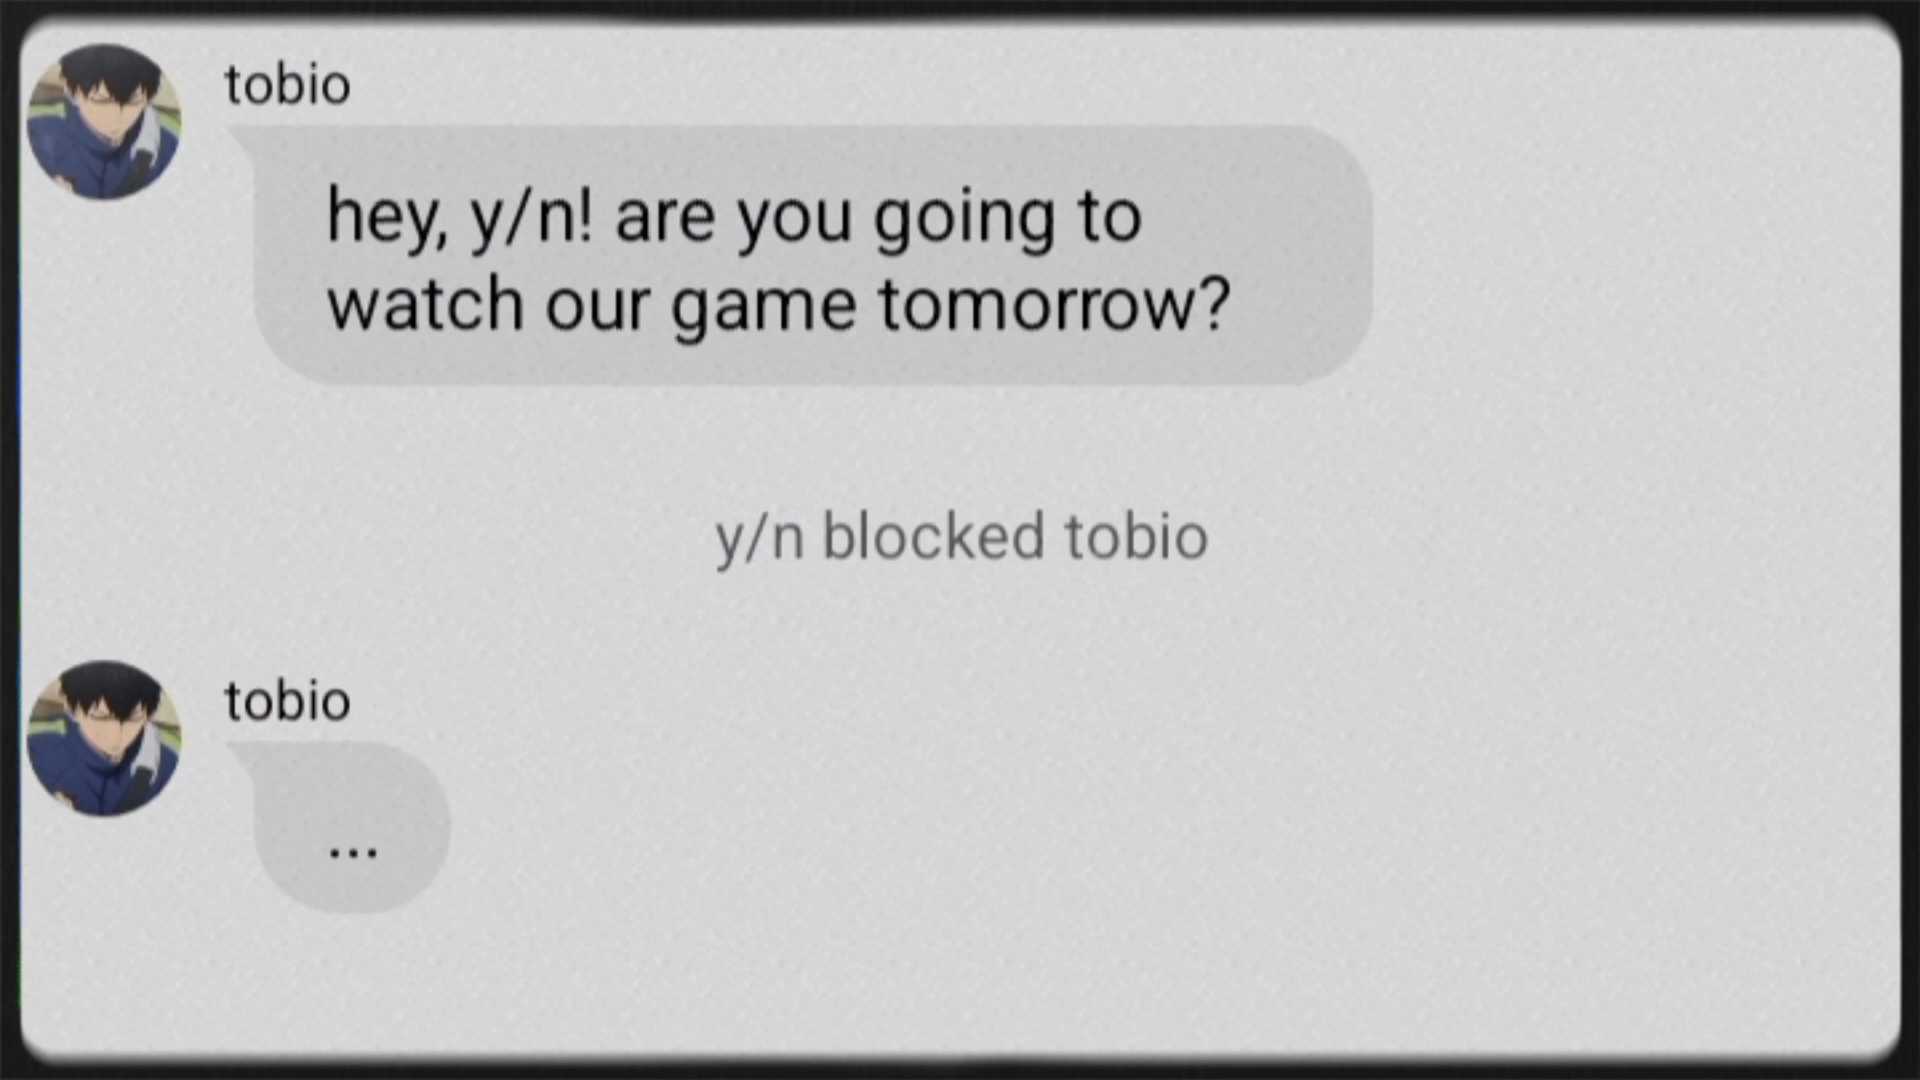 tobio
hey, y/n! are you going to
watch our game tomorrow?
y/n blocked tobio
tobio
...